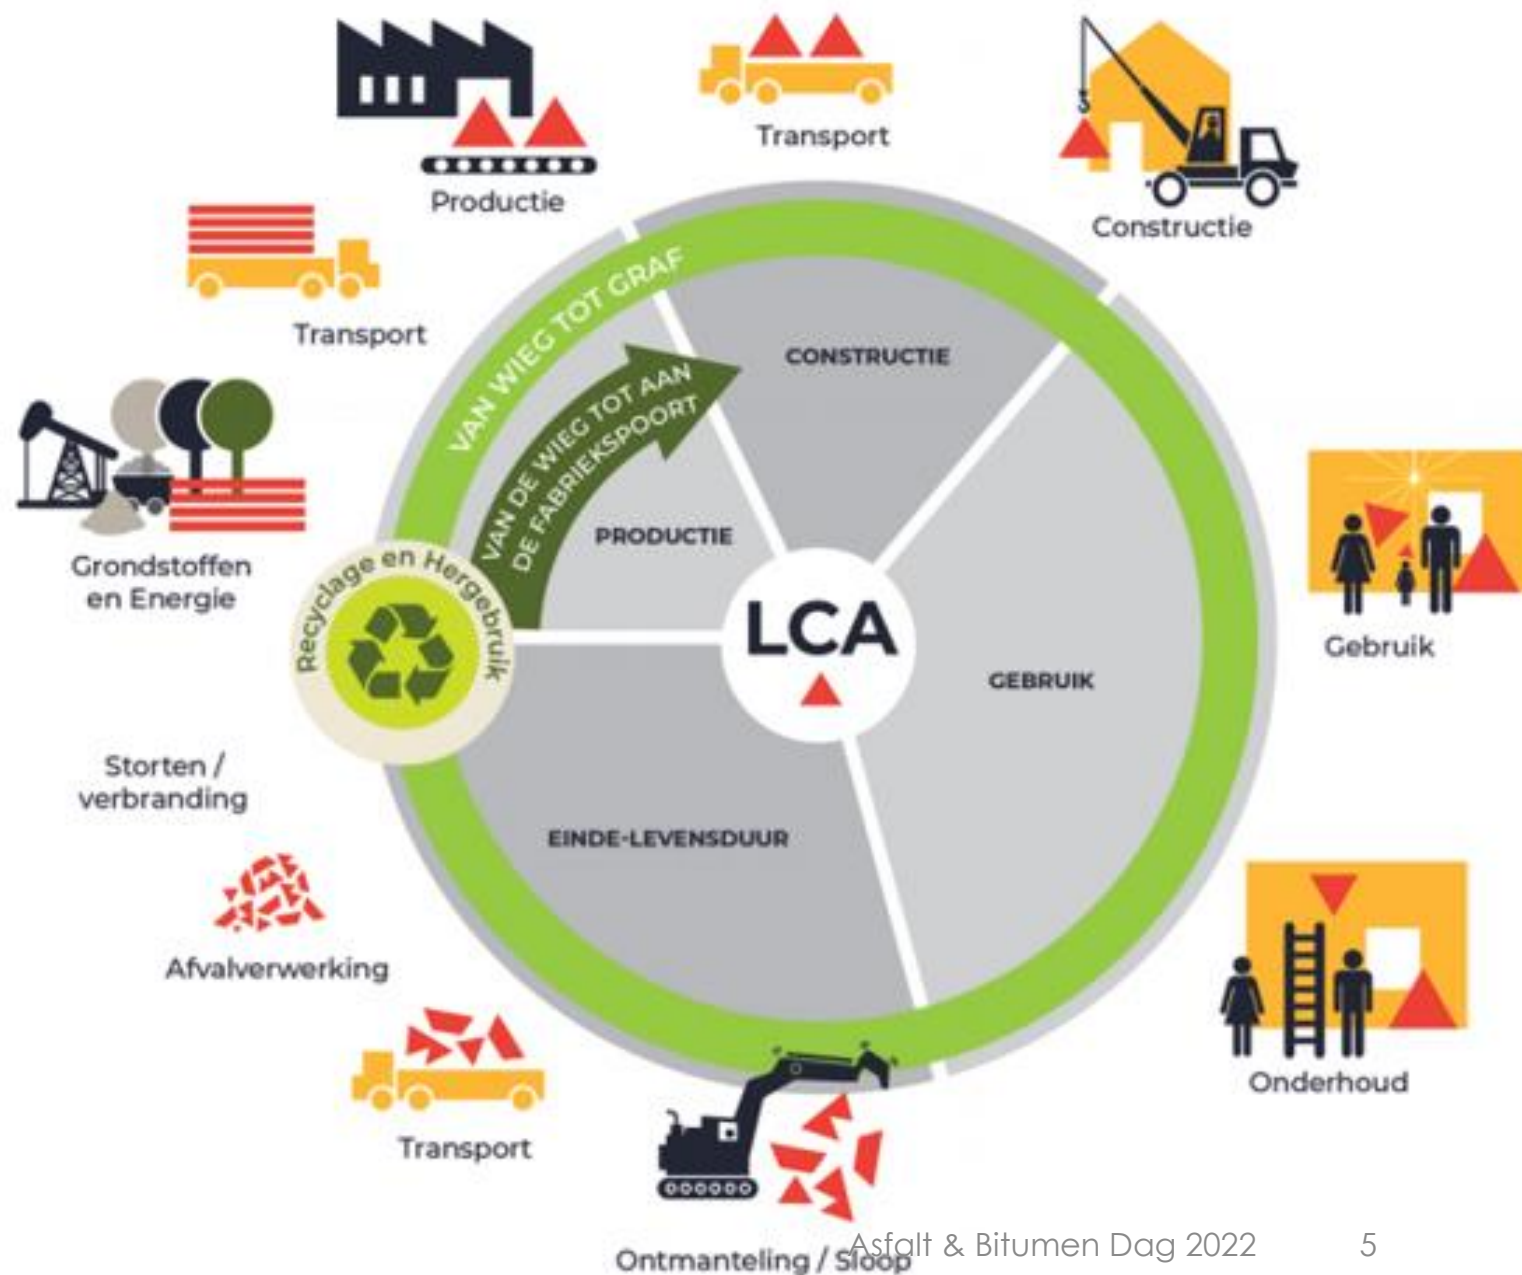 Productie
Transport
Constructie
Transport
Grondstoffen
en Energie
VAN WIEG TOT GRAF
VAN DE WIEG TOT AAN
DE FABRIEKSPOORT
CONSTRUCTIE
PRODUCTIE
Recyclage en Hergebruik
LCA
GEBRUIK
Gebruik
Storten /
verbranding
EINDE-LEVENSDUUR
Afvalverwerking
Onderhoud
Transport
Ontmanteling / Sloop
Asfalt & Bitumen Dag 2022
5